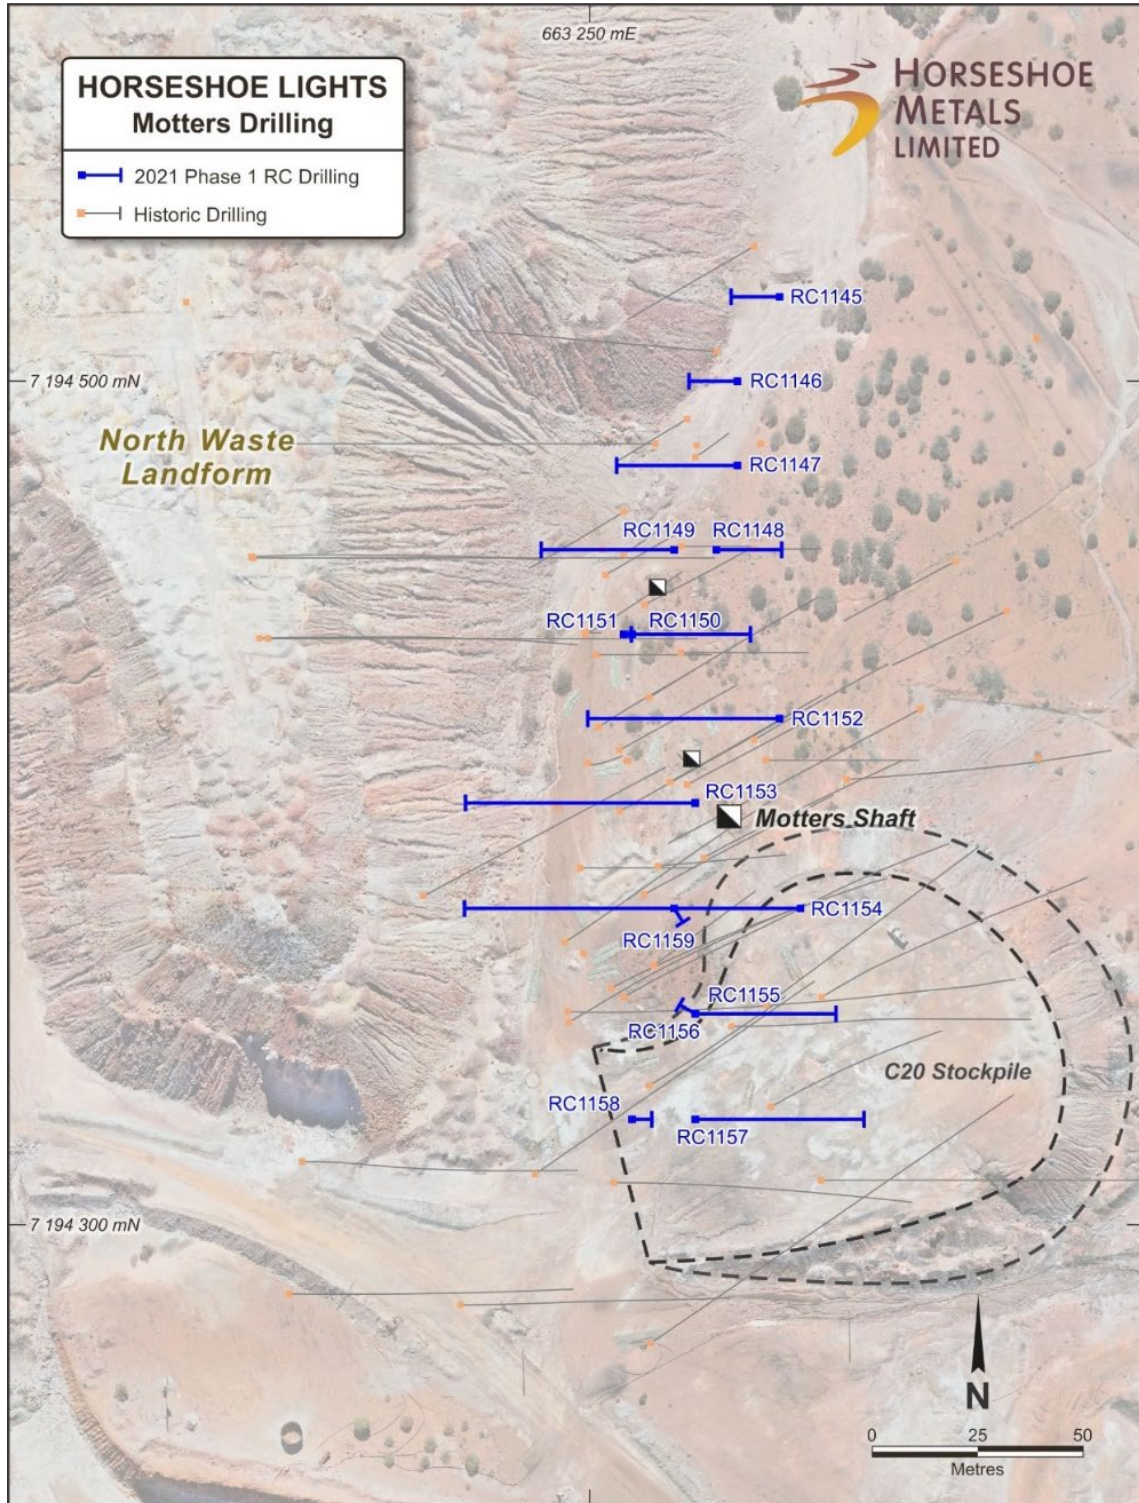 663 250 mE
HORSESHOE LIGHTS
Motters Drilling
2021 Phase 1 RC Drilling
Historic Drilling
HORSESHOE
METALS
LIMITED
RC1145
7 194 500 mN
RC1146
North Waste
Landform
RC1147
RC1149
RC1148
RC1151
RC1150
RC1152
RC1153
Motters Shaft
RC1154
RC1159
RC1155
RC1156
C20 Stockpile
RC1158
RC1157
7 194 300 mN
N
0 25 50
Metres